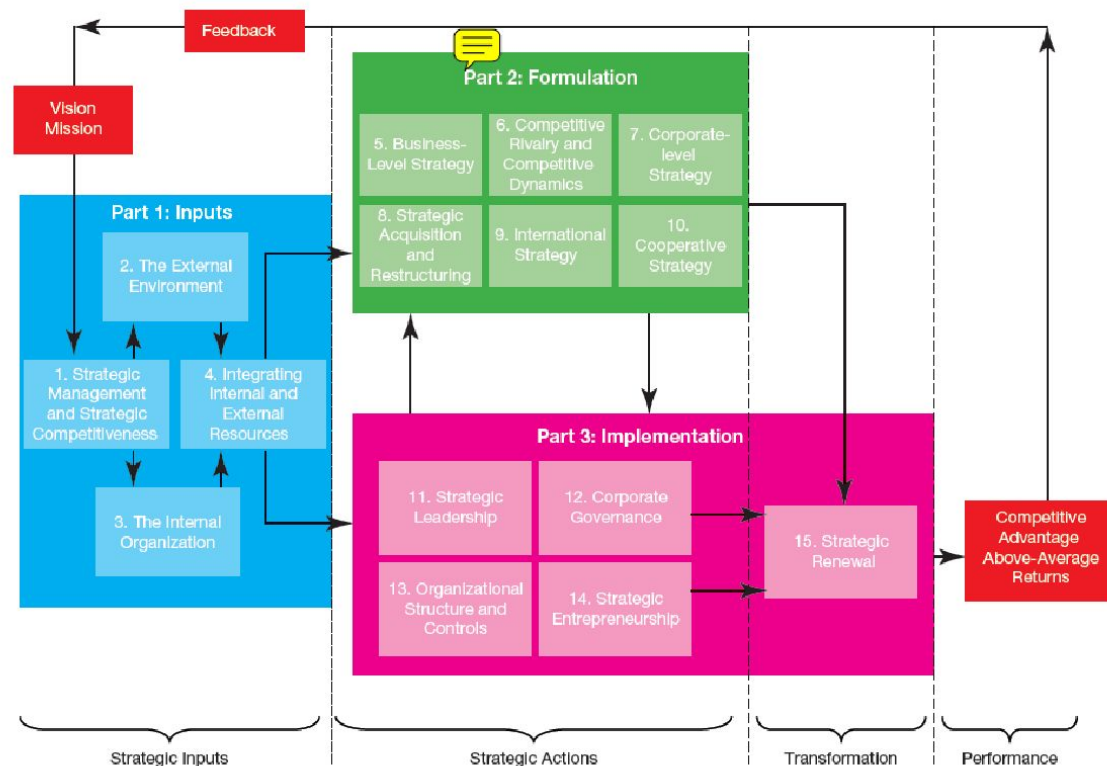 Feedback
Vision
Mission
Part 1: Inputs
2. The External
Environment
1. Strategic
Management
and Strategic
Competitiveness
4. Integrating
Internal and
External
Resources
3. The Internal
Organization
Part 2: Formulation
5. Business-
Level Strategy
6. Competitive
Rivalry and
Competitive
Dynamics
7. Corporate-
level
Strategy
8. Strategic
Acquisition
and
Restructuring
9. International
Strategy
10.
Cooperative
Strategy
Part 3: Implementation
11. Strategic
Leadership
12. Corporate
Governance
13. Organizational
Structure and
Controls
14. Strategic
Entrepreneurship
15. Strategic
Renewal
Competitive
Advantage
Above-Average
Returns
Strategic Inputs
Strategic Actions
Transformation
Performance